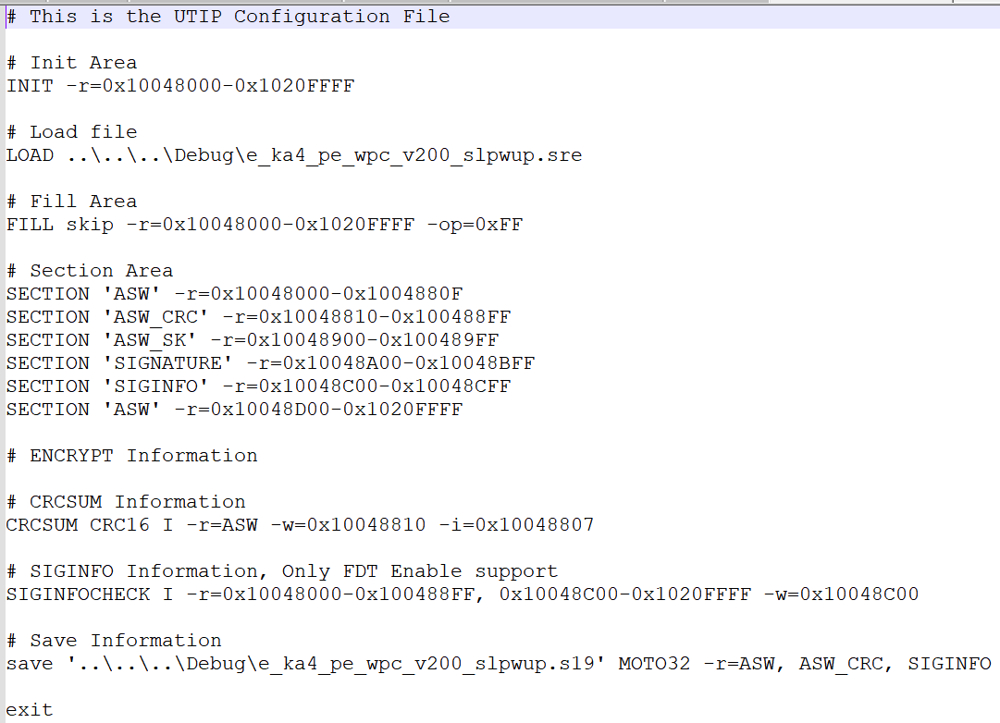 # This is the UTIP Configuration File
# Init Area
INIT -r=0x10048000-0x1020FFFF
# Load file
LOAD ..\..\..\Debug\e_ka4_pe_wpc_v200_slpwup.sre
# Fill Area
FILL skip -r=0x10048000-0x1020FFFF -op=0xFF
# Section Area
SECTION 'ASW' -r=0x10048000-0x1004880F
SECTION 'ASW_CRC' -r=0x10048810-0x100488FF
SECTION 'ASW_SK' -r=0x10048900-0x100489FF
SECTION 'SIGNATURE' -r=0x10048A00-0x10048BFF
SECTION 'SIGINFO' -r=0x10048C00-0x10048CFF
SECTION 'ASW' -r=0x10048D00-0x1020FFFF
# ENCRYPT Information
# CRCSUM Information
CRCSUM CRC16 I -r=ASW -w=0x10048810 -i=0x10048807
# SIGINFO Information, Only FDT Enable support
SIGINFOCHECK I -r=0x10048000-0x100488FF, 0x10048C00-0x1020FFFF -w=0x10048C00
# Save Information
save '..\..\..\Debug\e_ka4_pe_wpc_v200_slpwup.s19' MOTO32 -r=ASW, ASW_CRC, SIGINFO
exit